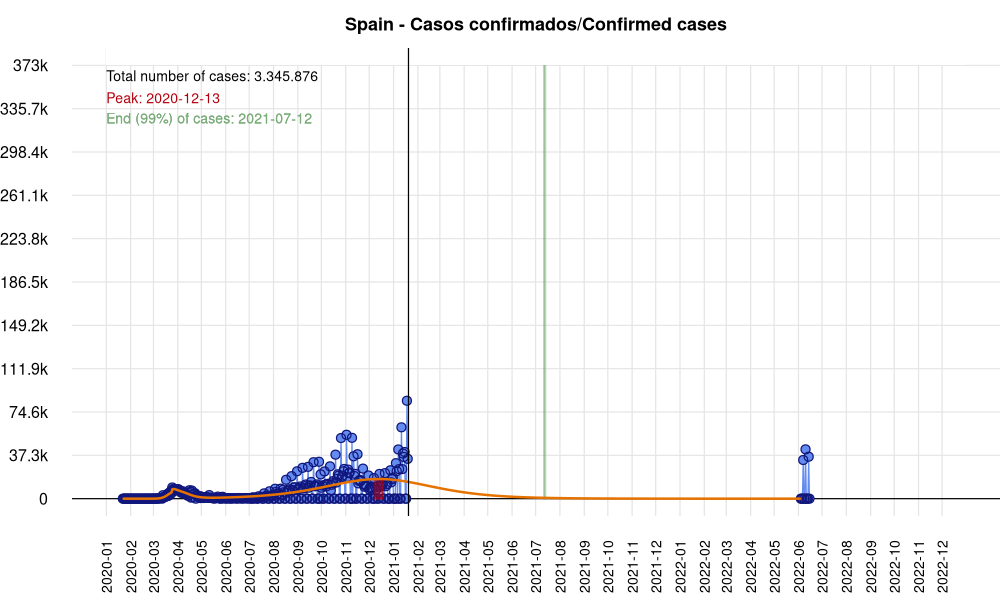 Spain - Casos confirmados/Confirmed cases
373k
Total number of cases: 3.345.876
Peak: 2020-12-13
335.7k
End (99%) of cases: 2021-07-12
298.4k
261.1k
223.8k
186.5k
149.2k
111.9k
74.6k
37.3k
0
2020-01
2020-02
2020-03
2020-04
2020-05
2020-06
2020-07
2020-08
2020-09
2020-10
2020-11
2020-12
2021-01
2021-02
2021-03
2021-04
2021-05
2021-06
2021-07
2021-08
2021-09
2021-10
2021-11
2021-12
2022-01
2022-02
2022-03
2022-04
2022-05
2022-06
2022-07
2022-08
2022-09
2022-10
2022-11
2022-12